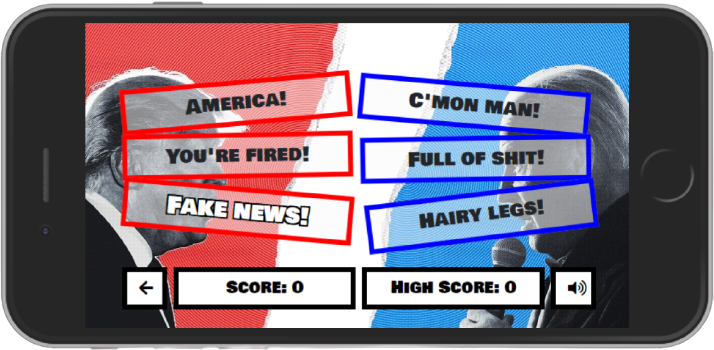 America!
C'mon man!
You're fired!
Full of shit!
Fake news!
Hairy legs!
Score: 0
High Score: 0